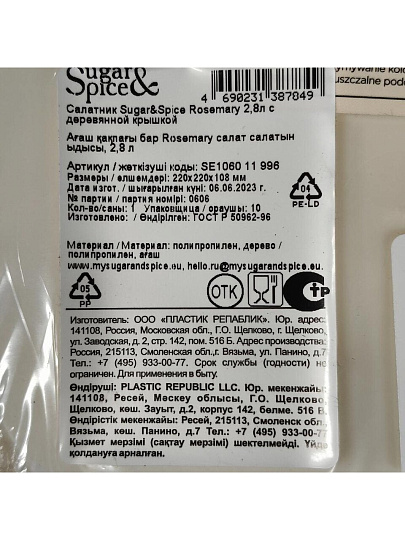 Sugar&
Spice
4 690231 387849
Салатник Sugar&Spice Rosemary 2,8л с
деревянной крышкой
Ағаш қақпағы бар Rosemary салат салатын
ыдысы, 2,8 л
Артикул / жеткізуші коды: SE1060 11 996
Размеры / өлшемдері: 220x220x108 мм
Дата изгот. / шығарылған күні: 06.06.2023 г.
№ партии / партия нөмірі: 0606
Кол-во/саны: 1 Упаковщица / ораушы: 10
Изготовлено: / Өндірілген: ГОСТ Р 50962-96
04
PE-LD
Материал / Материал: полипропилен, дерево /
полипропилен, ағаш
www.mysugarandspice.eu, hello.ru@mysugarandspice.eu
05
PP
ОТК
Изготовитель: ООО «ПЛАСТИК РЕПАБЛИК». Юр. адрес:
141108, Россия, Московская обл., Г.О. Щелково, г. Щелково,
ул. Заводская, д. 2, стр. 142, пом. 516 Б. Адрес производства:
Россия, 215113, Смоленская обл.,г. Вязьма, ул. Панино, д.7
Тел.: +7 (495) 933-00-77. Срок службы (годности) не
ограничен. Для применения в быту.
Өндіруші: PLASTIC REPUBLIC LLC. Юр. мекенжайы:
141108, Ресей, Мәскеу облысы, Г.О. Щелково,
Щелково, көш. Зауыт, д.2, корпус 142, бөлме. 516 В
Өндірістік мекенжайы: Ресей, 215113, Смоленск обл.,
Вязьма, көш. Панино, д.7 Тел.: +7 (495) 933-00-77
Қызмет мерзімі (сақтау мерзімі) шектелмейді. Үйде
қолдануға арналған.